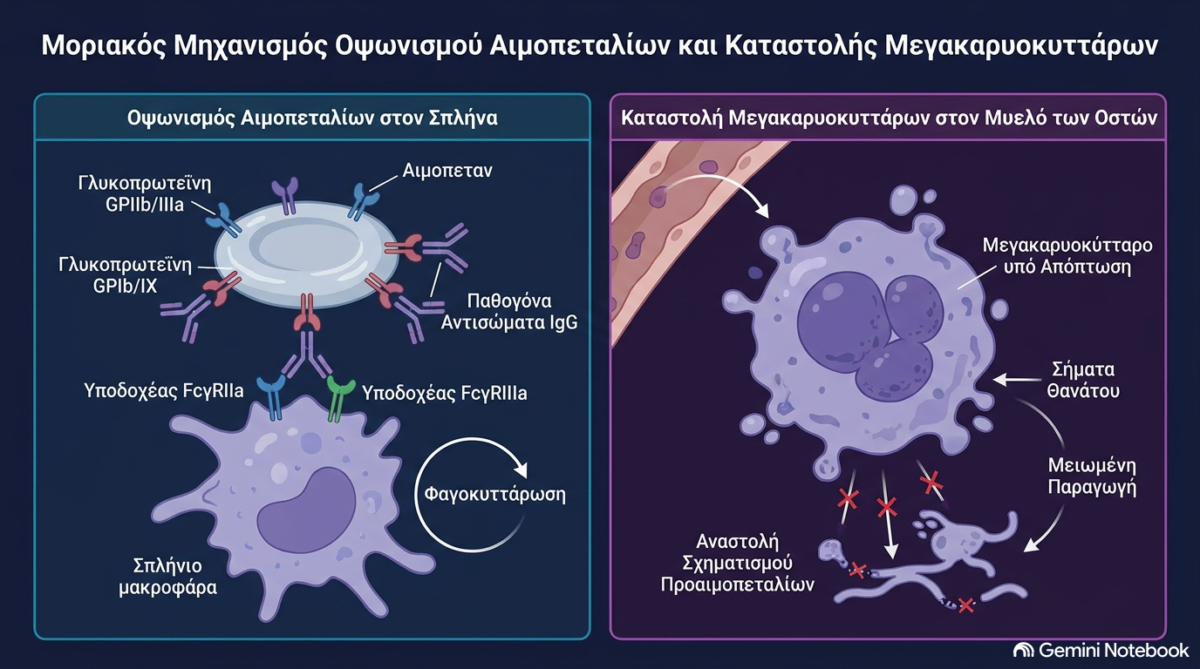 Μοριακός Μηχανισμός Οψωνισμού Αιμοπεταλίων και Καταστολής Μεγακαρυοκυττάρων
Οψωνισμός Αιμοπεταλίων στον Σπλήνα
Γλυκοπρωτεΐνη
GPIIb/IIIa
Αιμοπεταν
Γλυκοπρωτεΐνη
GPIb/IX
Παθογόνα
Αντισώματα IgG
Υποδοχέας FcγRIIa
Υποδοχέας FcγRIIIa
Φαγοκυττάρωση
Σπλήνιο
μακροφάρα
Καταστολή Μεγακαρυοκυττάρων στον Μυελό των Οστών
Μεγακαρυοκύτταρο
υπό Απόπτωση
Σήματα
Θανάτου
Μειωμένη
Παραγωγή
Αναστολή
Σχηματισμού
Προαιμοπεταλίων
Gemini Notebook